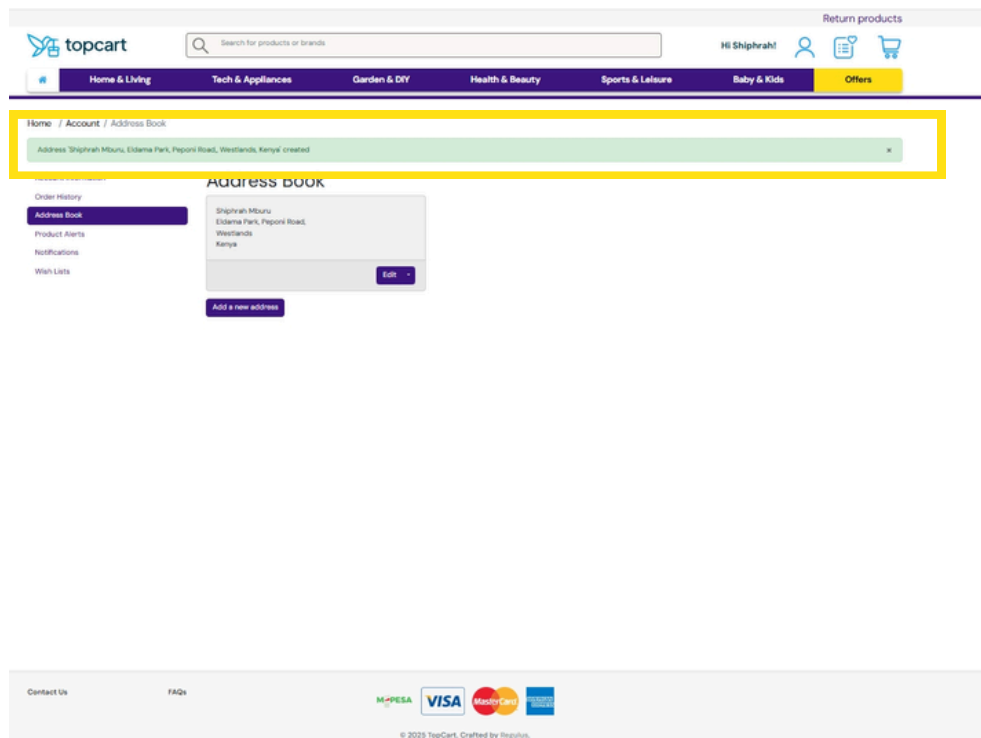 Return products
topcart
Search for products or brands
Hi Shiphrah!
Home & Living
Tech & Appliances
Garden & DIY
Health & Beauty
Sports & Leisure
Baby & Kids
Offers
Home / Account / Address Book
Address 'Shiphrah Mburu, Eldama Park, Peponi Road,, Westlands, Kenya' created
×
Address Book
Order History
Address Book
Product Alerts
Notifications
Wish Lists
Shiphrah Mburu
Eldama Park, Peponi Road,
Westlands
Kenya
Edit
Add a new address
Contact Us
FAQs
M-PESA
VISA
MasterCard
© 2025 TopCart. Crafted by Regulus.